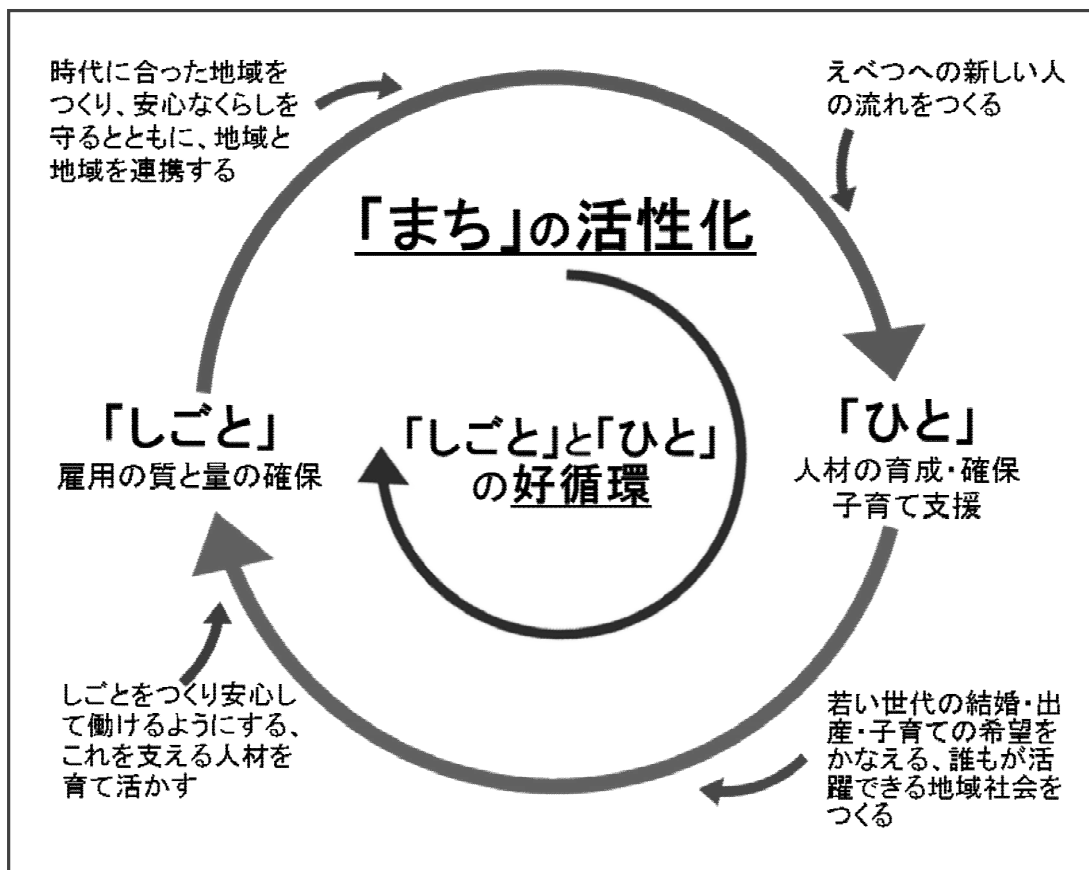 時代に合った地域を
つくり、安心なくらしを
守るとともに、地域と
地域を連携する
えべつへの新しい人
の流れをつくる
「まち」の活性化
「しごと」
雇用の質と量の確保
「しごと」と「ひと」
の好循環
「ひと」
人材の育成・確保
子育て支援
しごとをつくり安心し
て働けるようにする、
これを支える人材を
育て活かす
若い世代の結婚・出
産・子育ての希望を
かなえる、誰もが活
躍できる地域社会を
つくる